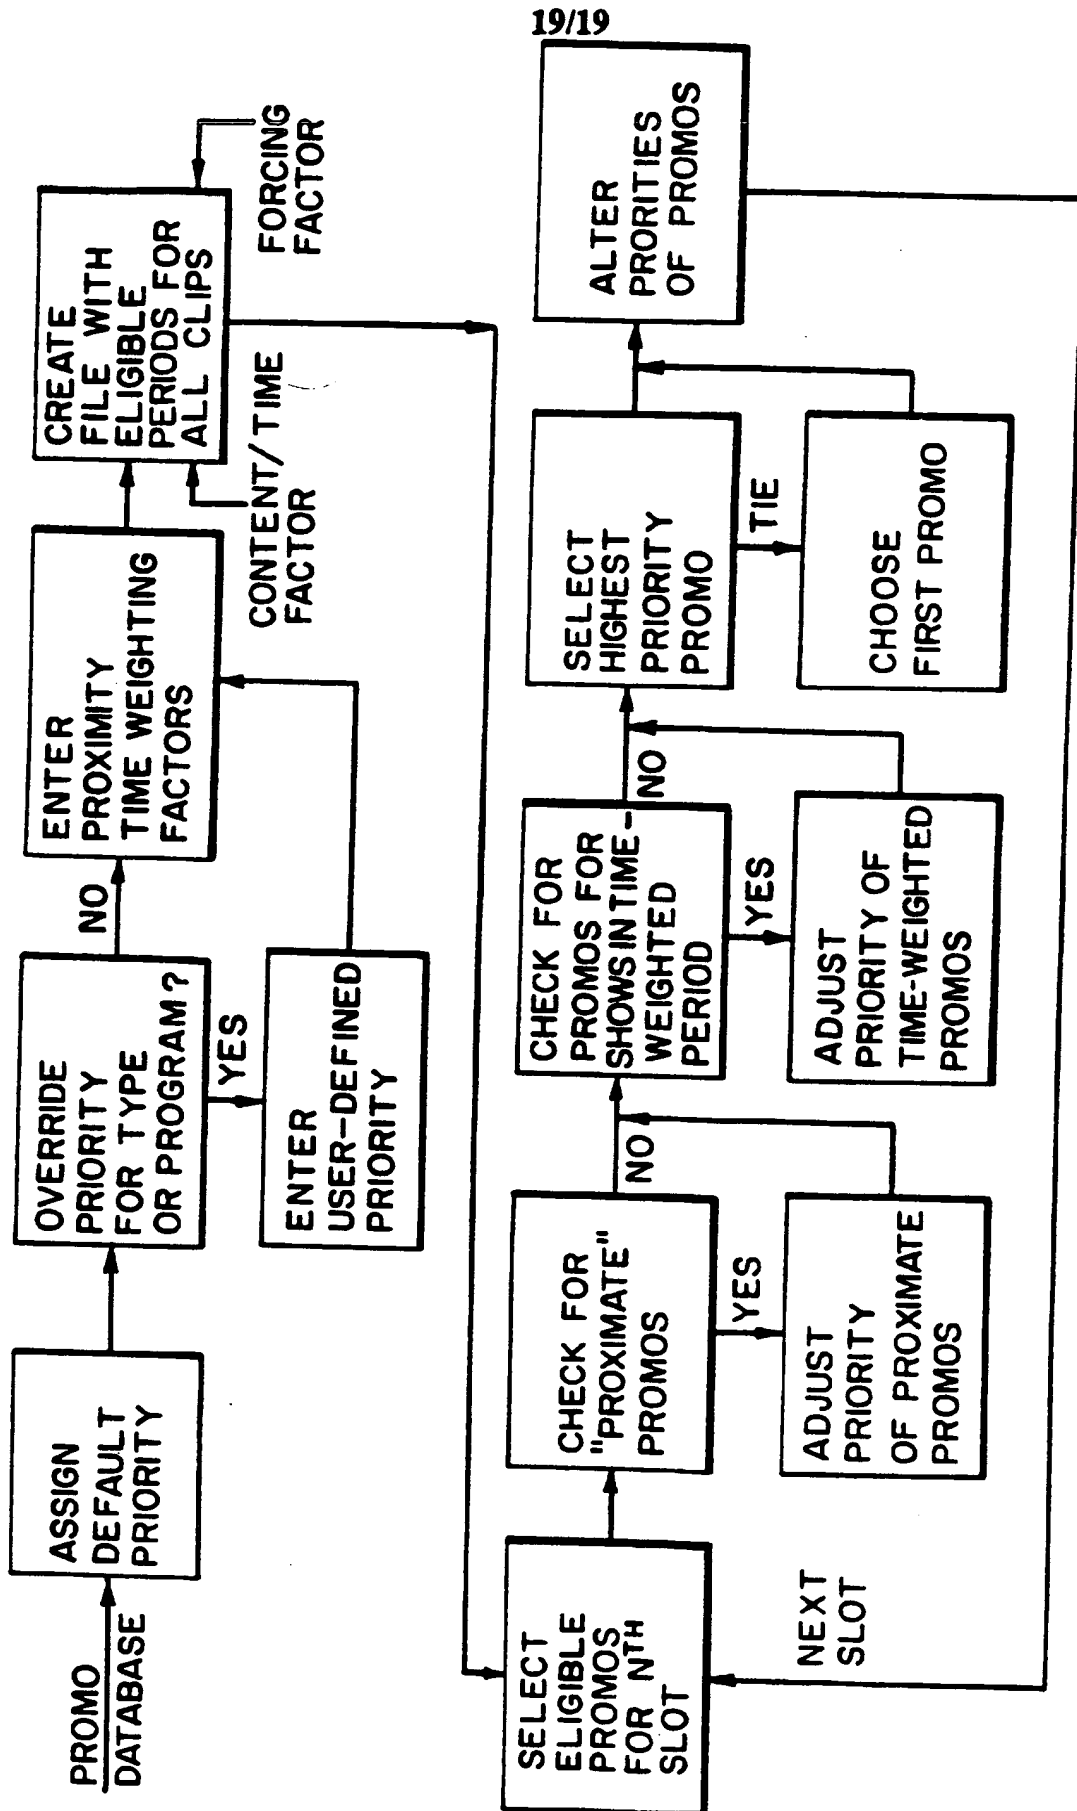 19/19
PROMO
DATABASE
ASSIGN
DEFAULT
PRIORITY
OVERRIDE
PRIORITY
FOR TYPE
OR PROGRAM?
NO
YES
ENTER
USER-DEFINED
PRIORITY
ENTER
PROXIMITY
TIME WEIGHTING
FACTORS
CREATE
FILE WITH
ELIGIBLE
PERIODS FOR
ALL CLIPS
CONTENT/TIME
FACTOR
FORCING
FACTOR
SELECT
ELIGIBLE
PROMOS
FOR NTH
SLOT
NEXT
SLOT
CHECK FOR
"PROXIMATE"
PROMOS
NO
YES
ADJUST
PRIORITY
OF PROXIMATE
PROMOS
CHECK FOR
PROMOS FOR
SHOWS IN TIME-
WEIGHTED
PERIOD
NO
YES
ADJUST
PRIORITY OF
TIME-WEIGHTED
PROMOS
SELECT
HIGHEST
PRIORITY
PROMO
TIE
CHOOSE
FIRST PROMO
ALTER
PRORITIES
OF PROMOS